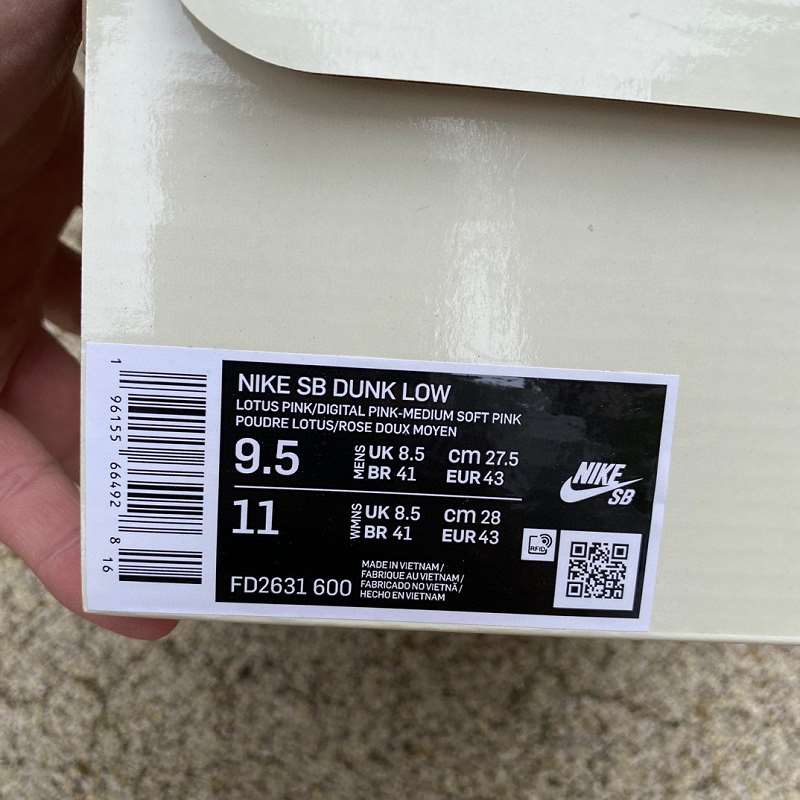 1 96155 66492 8 16
NIKE SB DUNK LOW
LOTUS PINK/DIGITAL PINK-MEDIUM SOFT PINK
POUDRE LOTUS/ROSE DOUX MOYEN
9.5 MENS UK 8.5 cm 27.5
BR 41 EUR 43
11 WMNS UK 8.5 cm 28
BR 41 EUR 43
FD2631 600
MADE IN VIETNAM /
FABRIQUE AU VIETNAM /
FABRICADO NO VIETNÃ /
HECHO EN VIETNAM
NIKE
SB
RFID